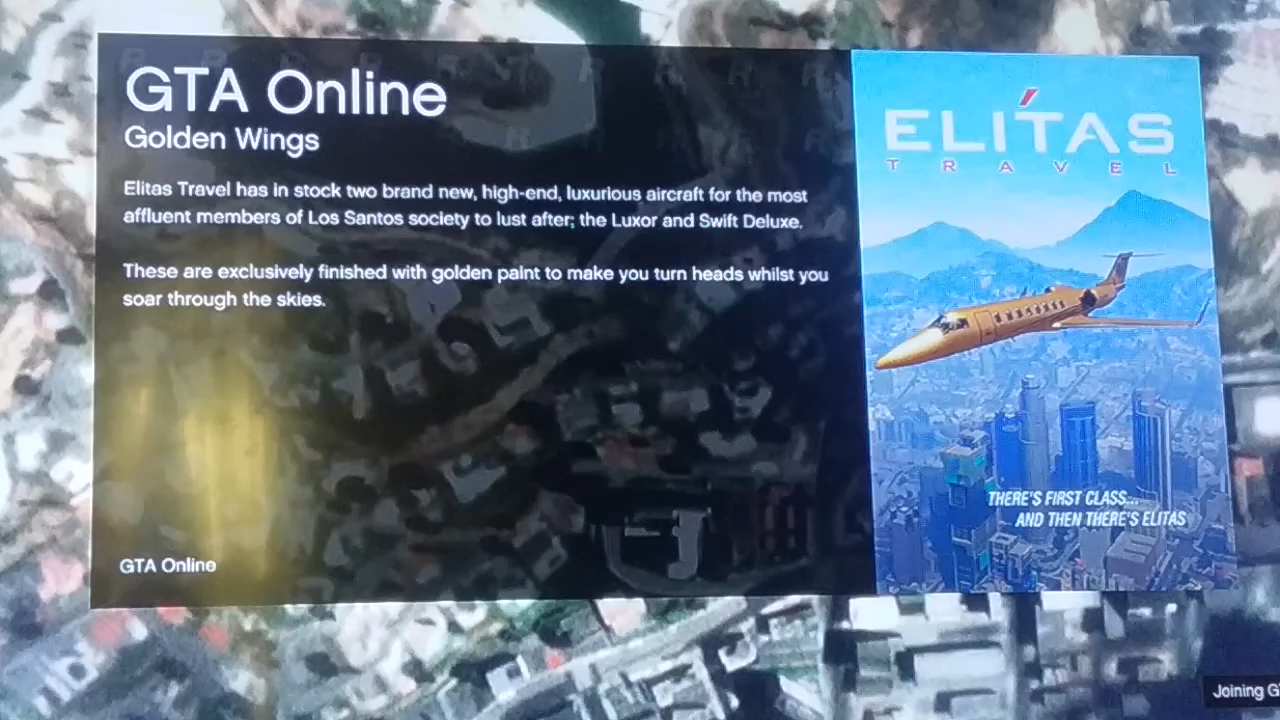 GTA Online
Golden Wings
Elitas Travel has in stock two brand new, high-end, luxurious aircraft for the most
affluent members of Los Santos society to lust after; the Luxor and Swift Deluxe.
These are exclusively finished with golden paint to make you turn heads whilst you
soar through the skies.
GTA Online
ELÍTAS
TRAVEL
THERE'S FIRST CLASS...
AND THEN THERE'S ELITAS
Joining G